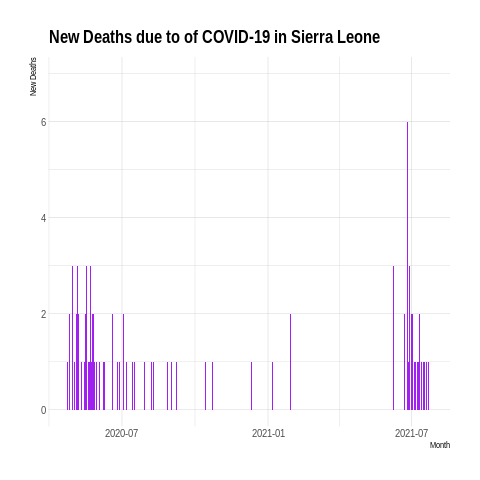 New Deaths due to of COVID-19 in Sierra Leone
New Deaths
6
4
2
0
2020-07
2021-01
2021-07
Month